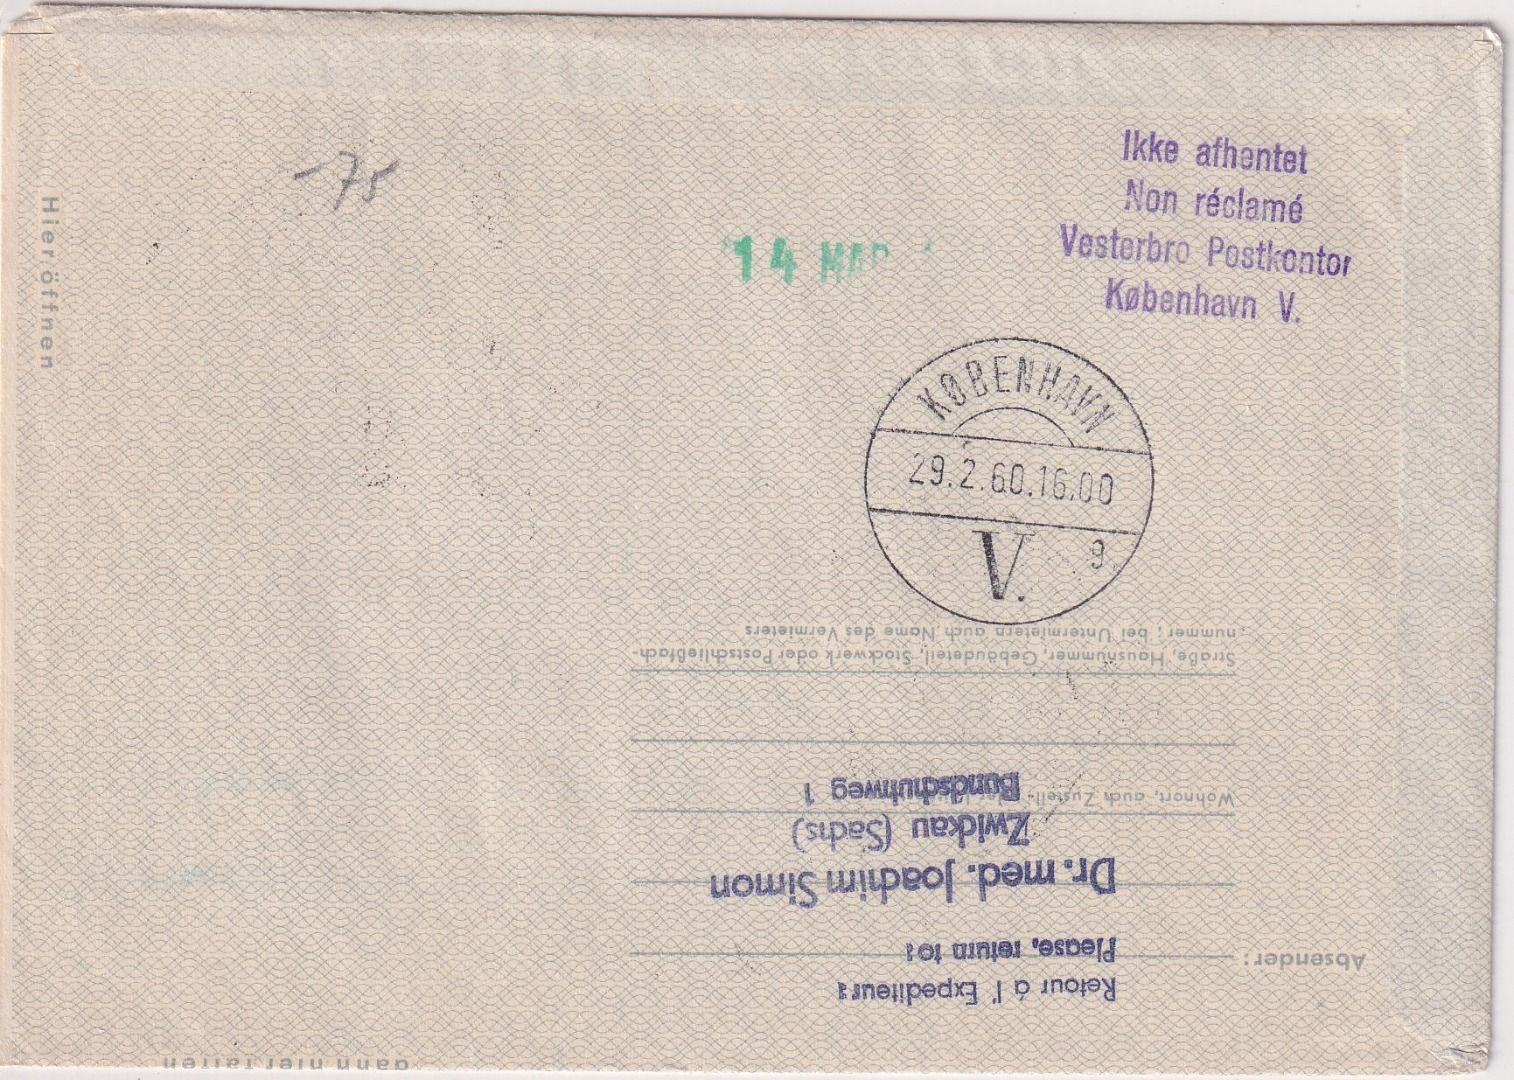 Ikke afhentet
Non réclamé
Vesterbro Postkontor
København V.
-75
14 MAR
Hier öffnen
KØBENHAVN
29.2.60.16.00
V. g
Absender:
Retour á l' Expediteur:
Please, return to:
Dr. med. Joachim Simon
Zwickau (Sachs)
Bundschuhweg 1
Wohnort, auch Zustell-
Straße, Hausnummer, Gebäudeteil, Stockwerk oder Postschließfach-
nummer; bei Untermietern auch Name des Vermieters
dann hier falten